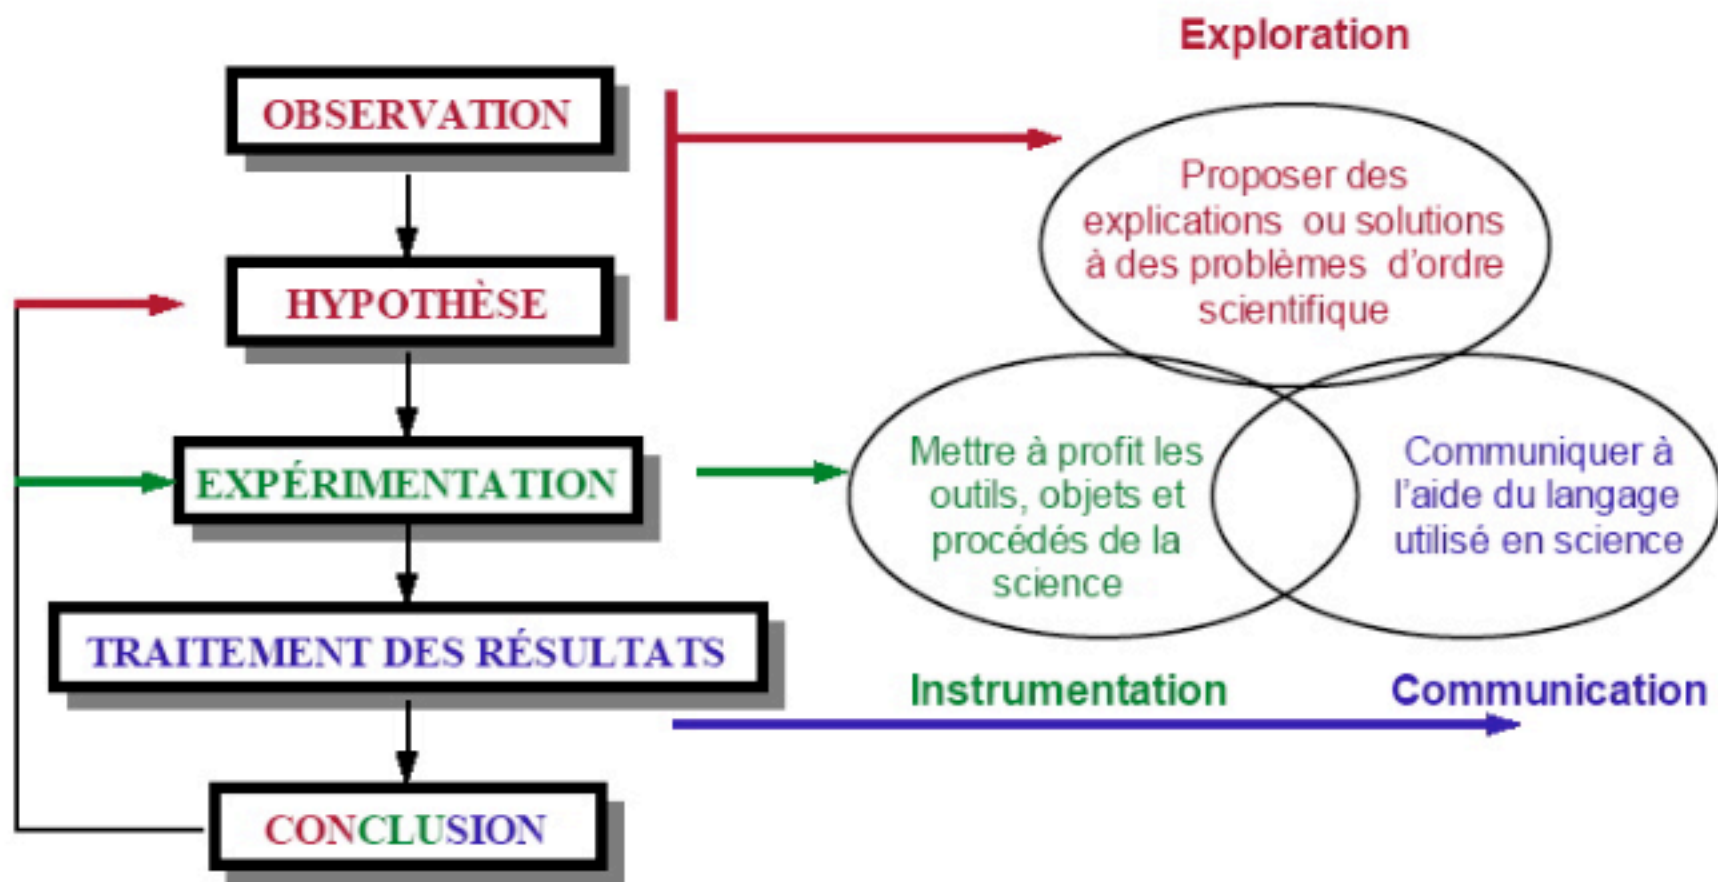 OBSERVATION
HYPOTHÈSE
EXPÉRIMENTATION
TRAITEMENT DES RÉSULTATS
CONCLUSION
Exploration
Proposer des
explications ou solutions
à des problèmes d'ordre
scientifique
Mettre à profit les
outils, objets et
procédés de la
science
Communiquer à
l'aide du langage
utilisé en science
Instrumentation
Communication